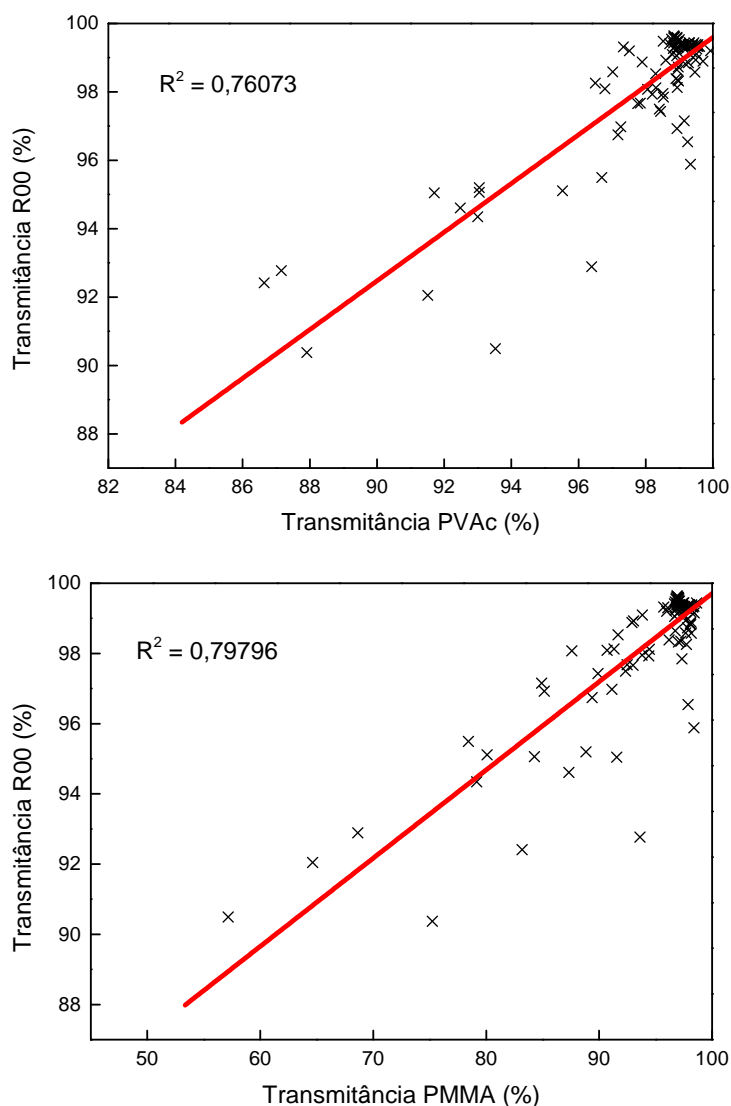 100
98
96
94
92
90
88
R² = 0,76073
Transmitância R00 (%)
82 84 86 88 90 92 94 96 98 100
Transmitância PVAc (%)
100
98
96
94
92
90
88
R² = 0,79796
Transmitância R00 (%)
50 60 70 80 90 100
Transmitância PMMA (%)